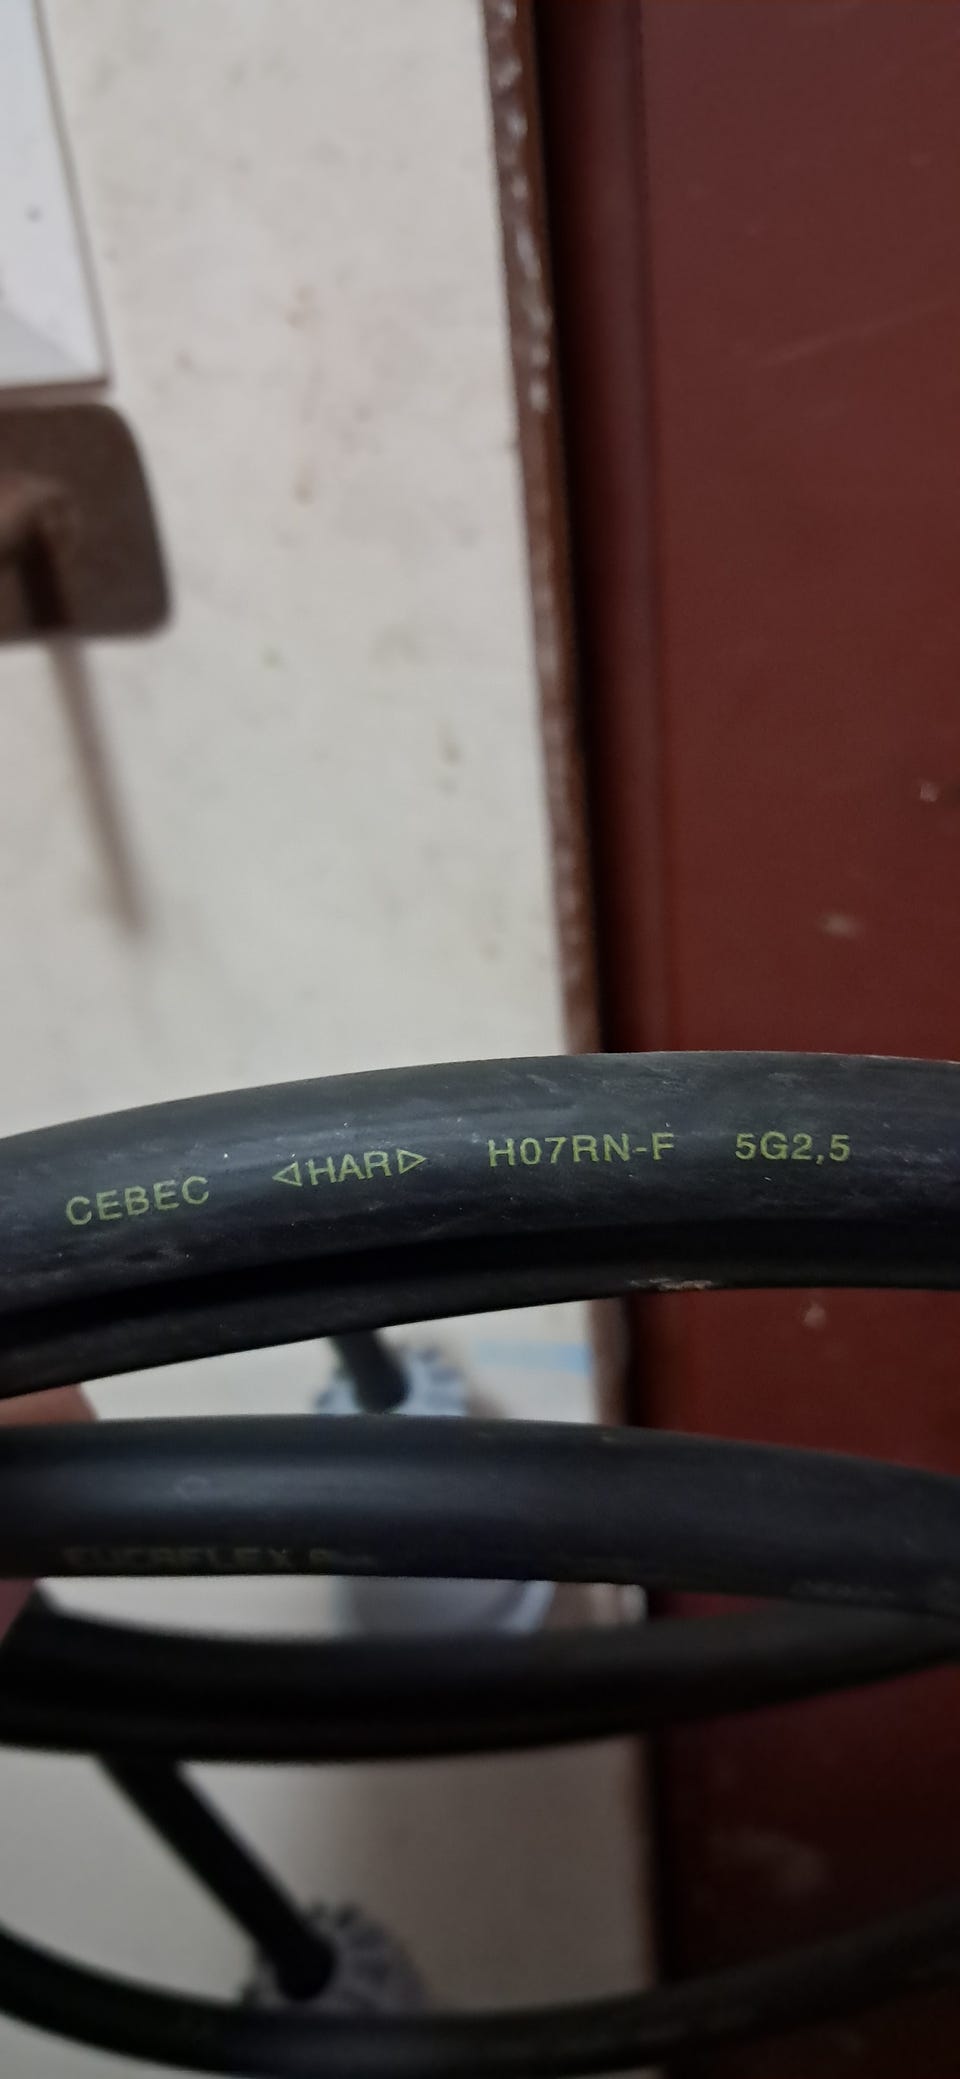 CEBEC ◁HAR▷ H07RN-F 5G2,5